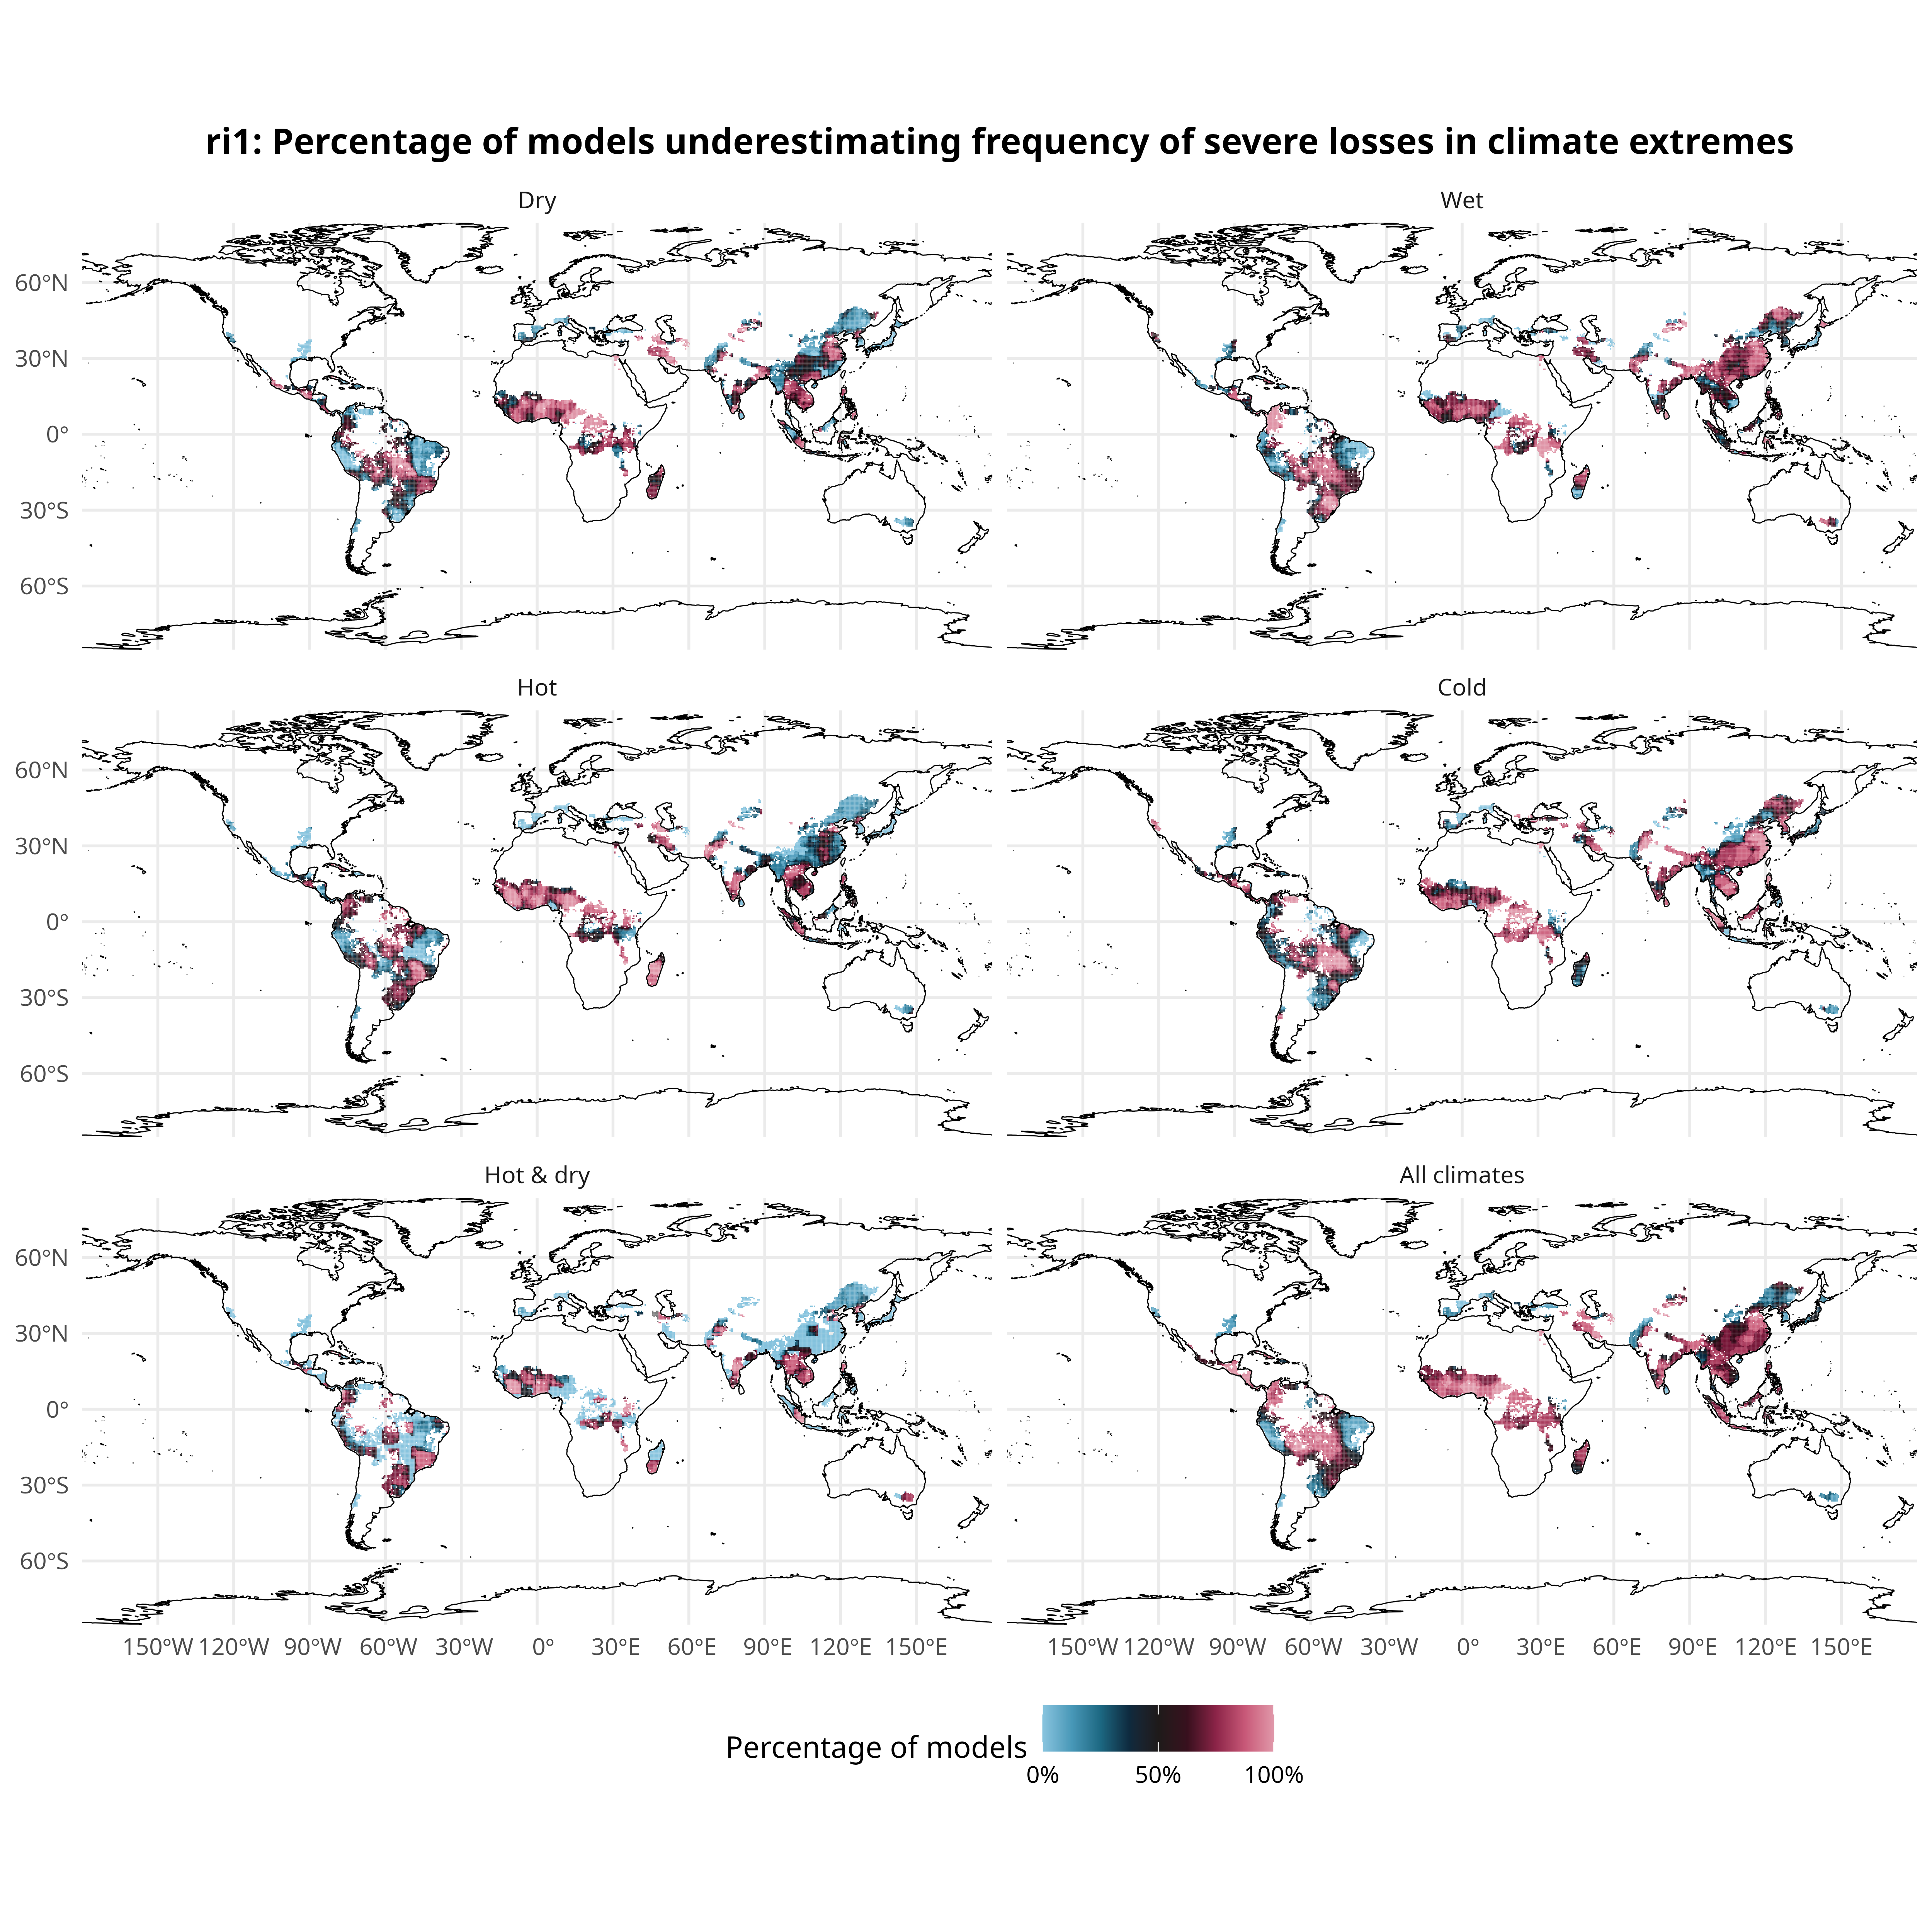 ri1: Percentage of models underestimating frequency of severe losses in climate extremes
Dry
Wet
60°N
30°N
0°
30°S
60°S
Hot
Cold
60°N
30°N
0°
30°S
60°S
Hot & dry
All climates
60°N
30°N
0°
30°S
60°S
150°W 120°W 90°W 60°W 30°W 0° 30°E 60°E 90°E 120°E 150°E
150°W 120°W 90°W 60°W 30°W 0° 30°E 60°E 90°E 120°E 150°E
Percentage of models
0% 50% 100%